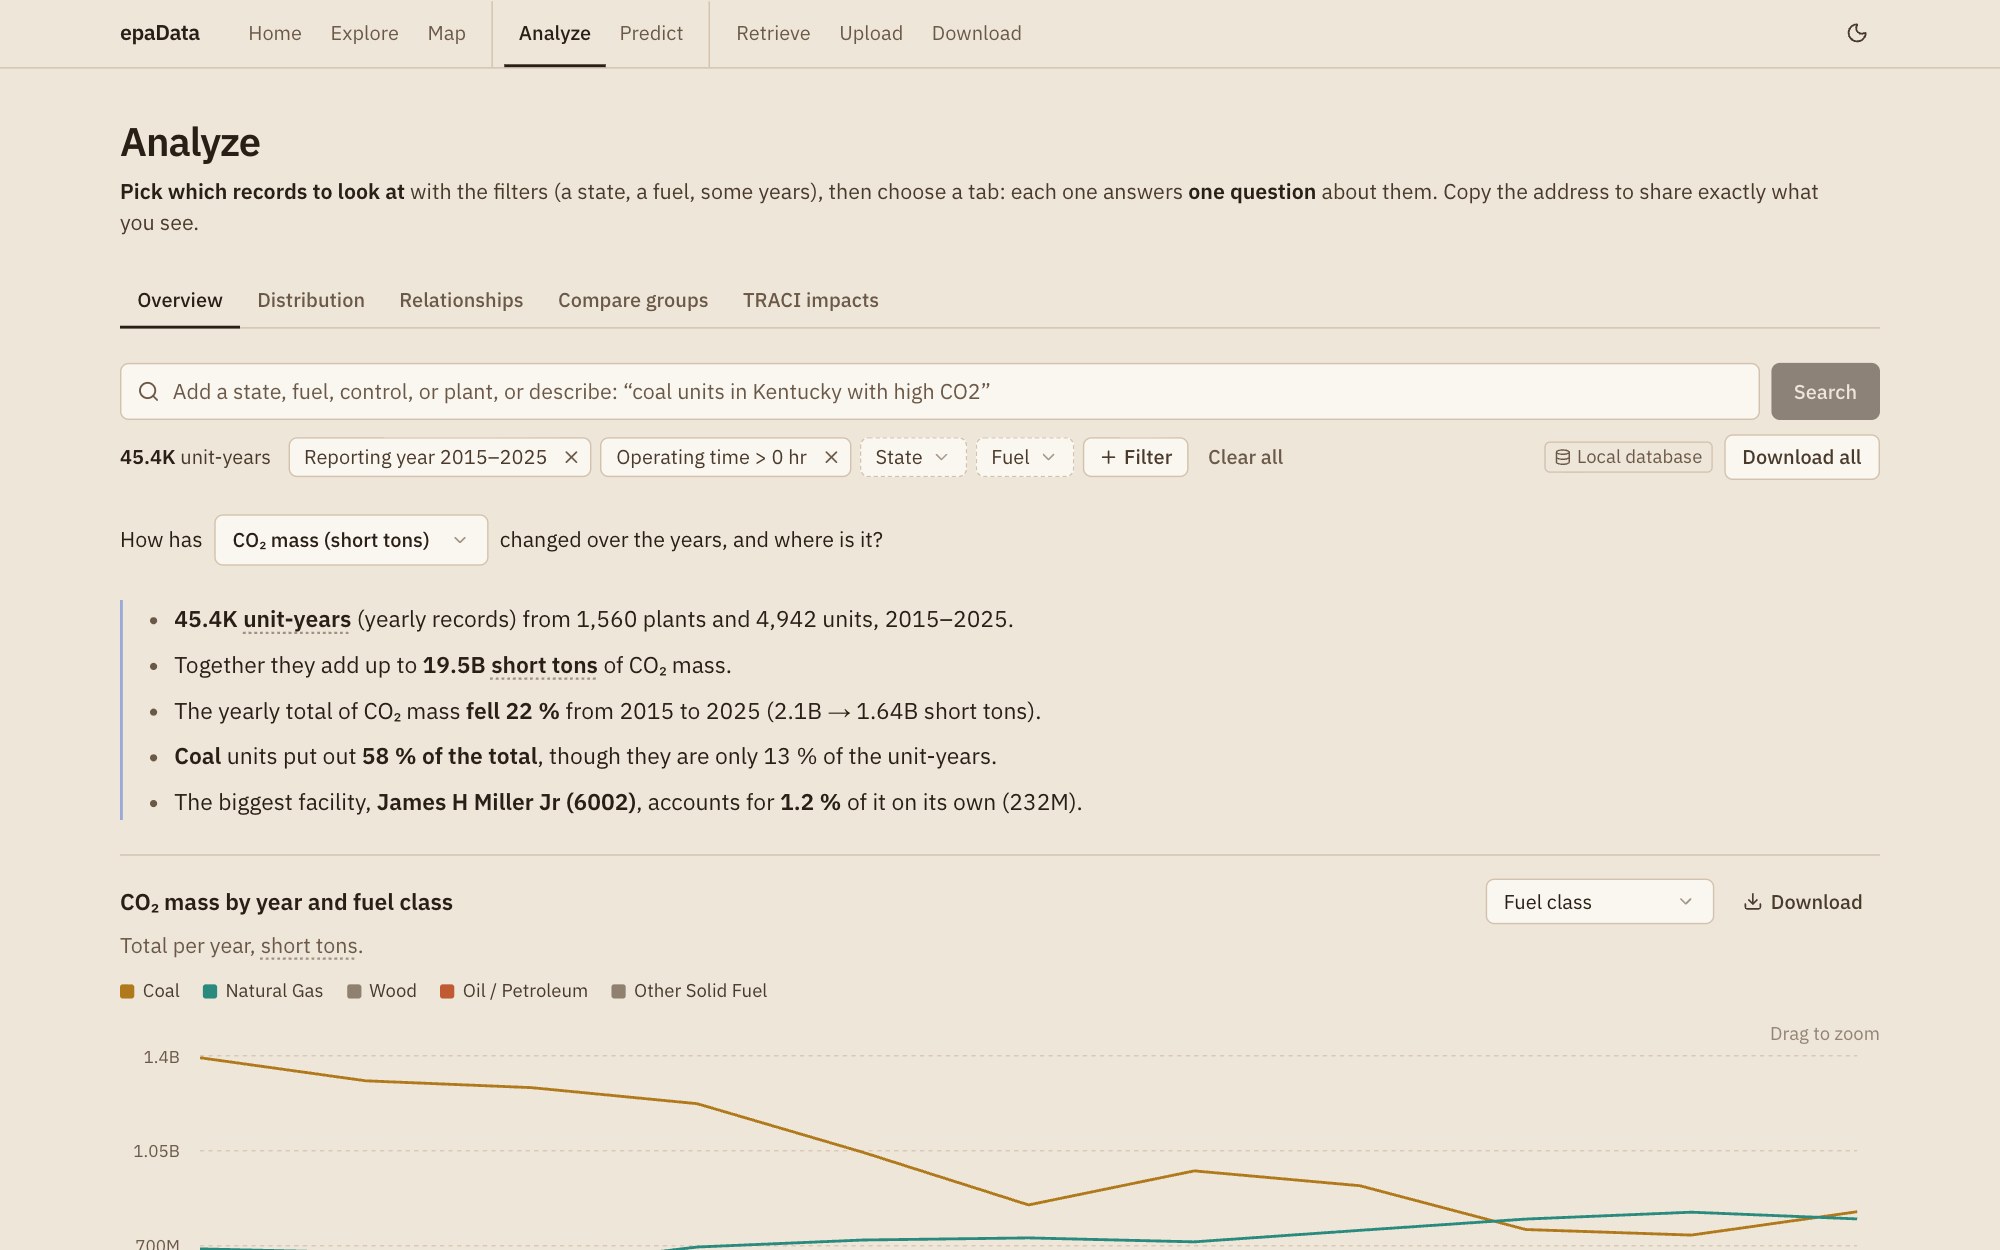 epaData Home Explore Map Analyze Predict Retrieve Upload Download
Analyze
Pick which records to look at with the filters (a state, a fuel, some years), then choose a tab: each one answers one question about them. Copy the address to share exactly what
you see.
Overview Distribution Relationships Compare groups TRACI impacts
Add a state, fuel, control, or plant, or describe: “coal units in Kentucky with high CO2” Search
45.4K unit-years Reporting year 2015–2025 Operating time > 0 hr State Fuel Filter Clear all Local database Download all
How has CO₂ mass (short tons) changed over the years, and where is it?
• 45.4K unit-years (yearly records) from 1,560 plants and 4,942 units, 2015–2025.
• Together they add up to 19.5B short tons of CO₂ mass.
• The yearly total of CO₂ mass fell 22 % from 2015 to 2025 (2.1B → 1.64B short tons).
• Coal units put out 58 % of the total, though they are only 13 % of the unit-years.
• The biggest facility, James H Miller Jr (6002), accounts for 1.2 % of it on its own (232M).
CO₂ mass by year and fuel class Fuel class Download
Total per year, short tons.
Coal Natural Gas Wood Oil / Petroleum Other Solid Fuel
Drag to zoom
1.4B
1.05B
700M